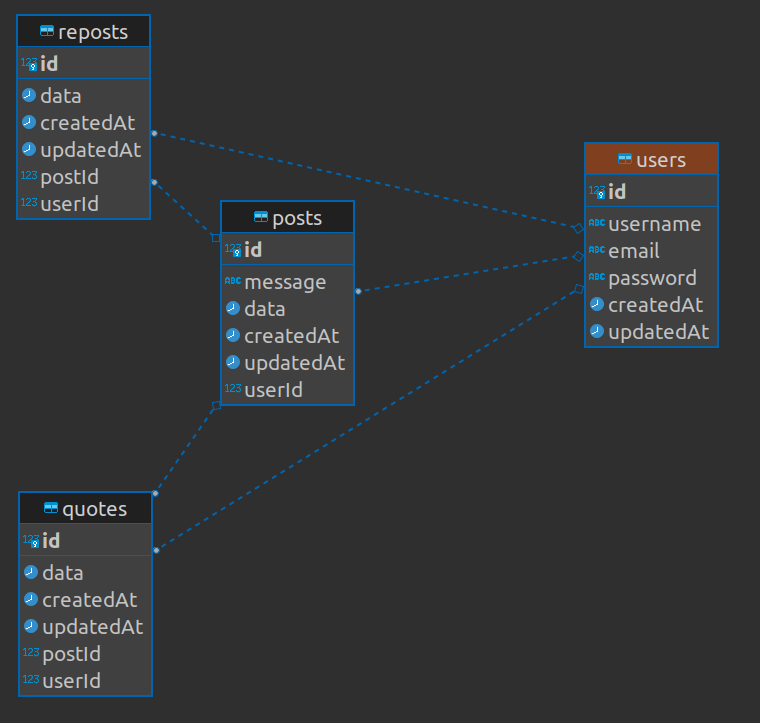 reposts
123 id
data
createdAt
updatedAt
123 postId
123 userId
posts
123 id
ABC message
data
createdAt
updatedAt
123 userId
users
123 id
ABC username
ABC email
ABC password
createdAt
updatedAt
quotes
123 id
data
createdAt
updatedAt
123 postId
123 userId